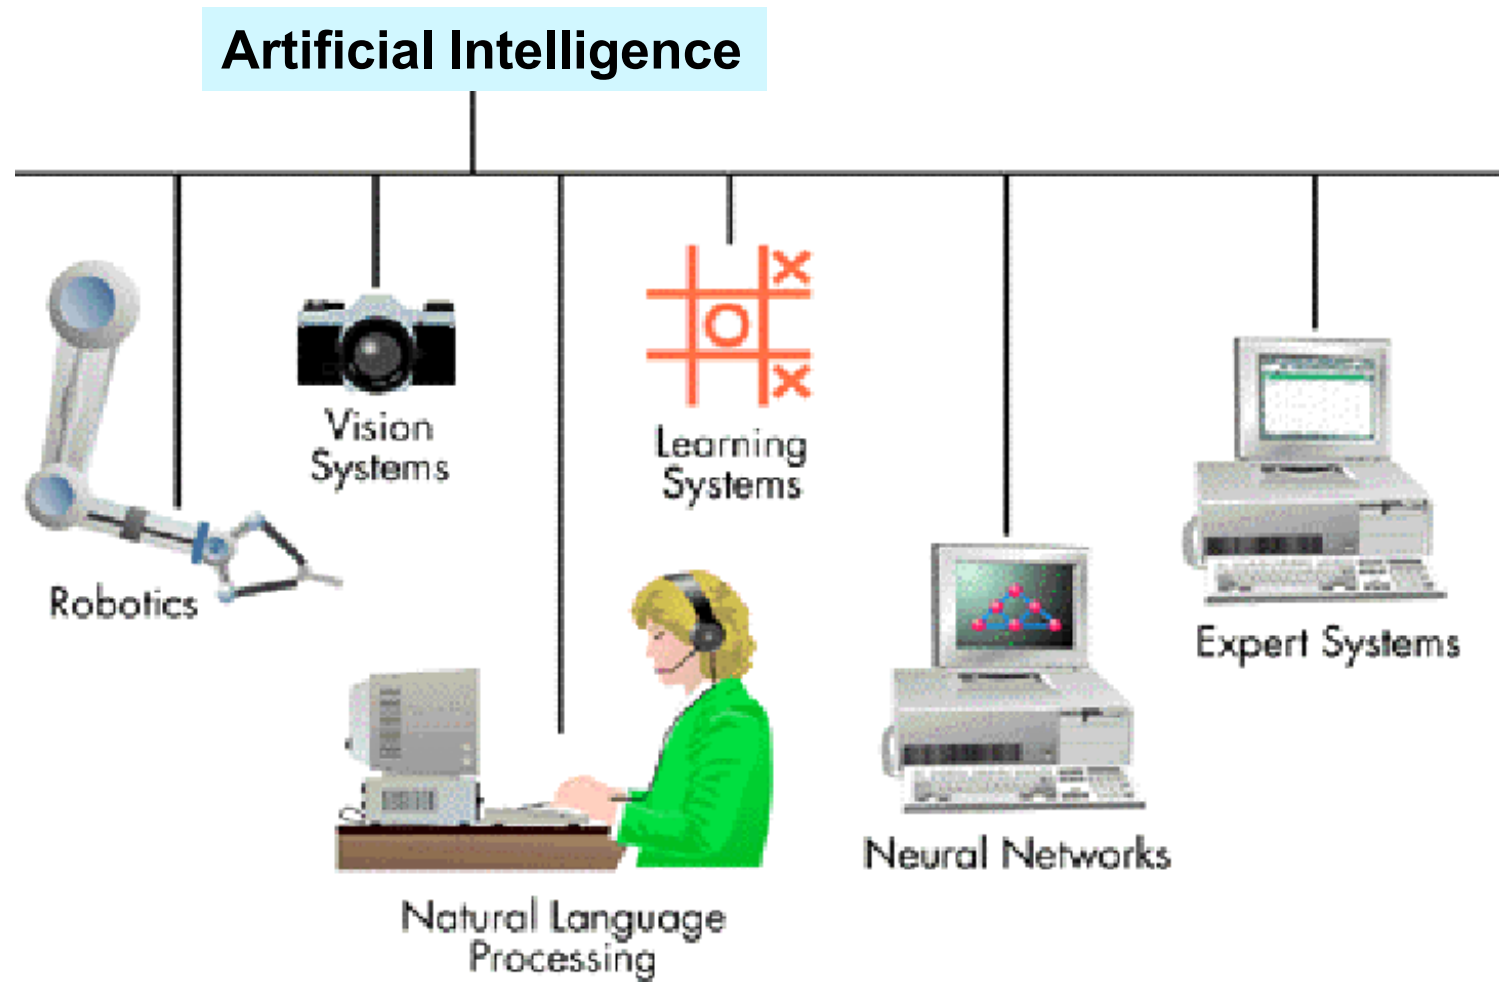 Artificial Intelligence
Vision
Systems
Learning
Systems
Robotics
Expert Systems
Neural Networks
Natural Language
Processing